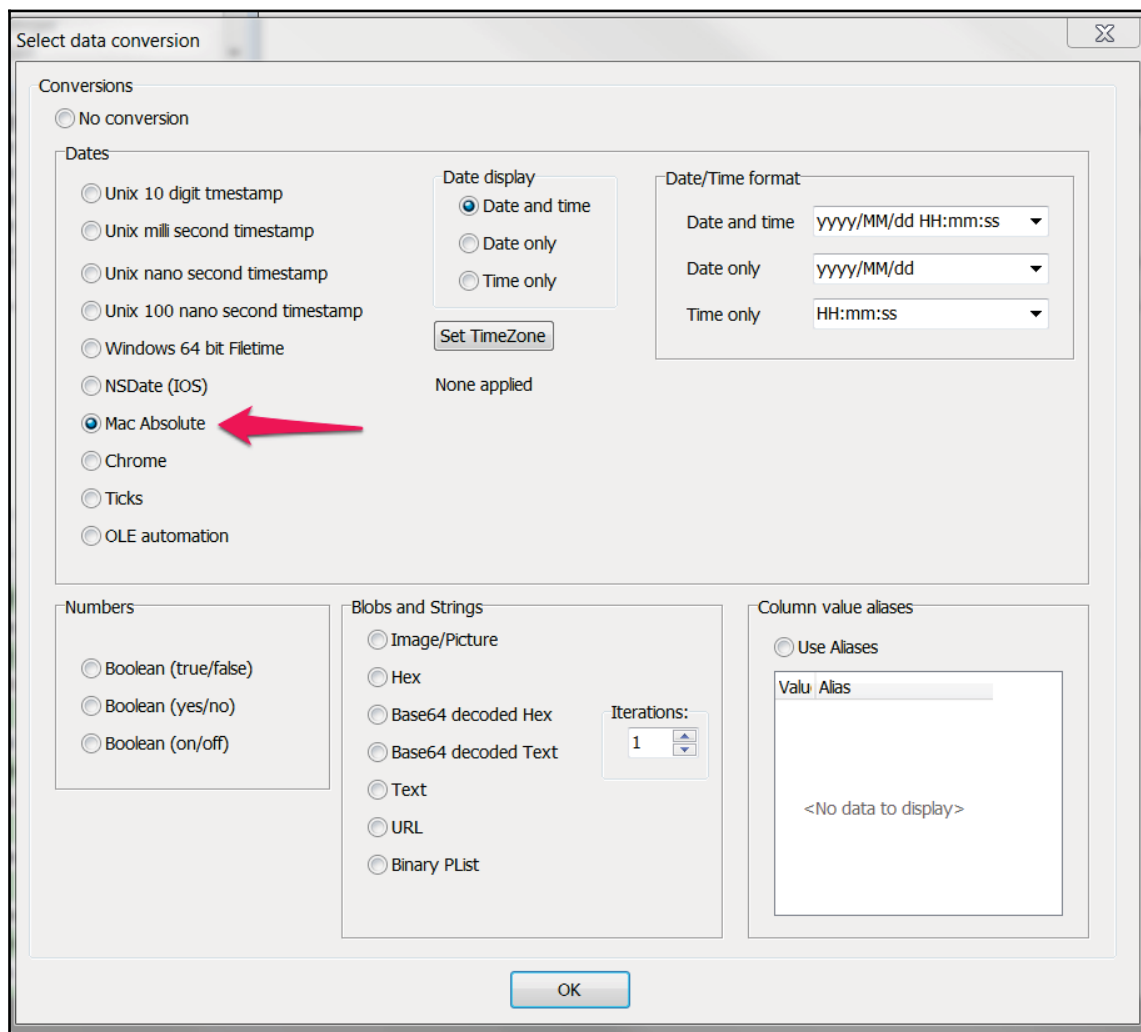 Select data conversion
Conversions
No conversion
Dates
Unix 10 digit tmestamp
Unix milli second timestamp
Unix nano second timestamp
Unix 100 nano second timestamp
Windows 64 bit Filetime
NSDate (IOS)
Mac Absolute
Chrome
Ticks
OLE automation
Date display
Date and time
Date only
Time only
Set TimeZone
None applied
Date/Time format
Date and time yyyy/MM/dd HH:mm:ss
Date only yyyy/MM/dd
Time only HH:mm:ss
Numbers
Boolean (true/false)
Boolean (yes/no)
Boolean (on/off)
Blobs and Strings
Image/Picture
Hex
Base64 decoded Hex
Base64 decoded Text
Text
URL
Binary PList
Iterations:
1
Column value aliases
Use Aliases
Valu Alias
<No data to display>
OK